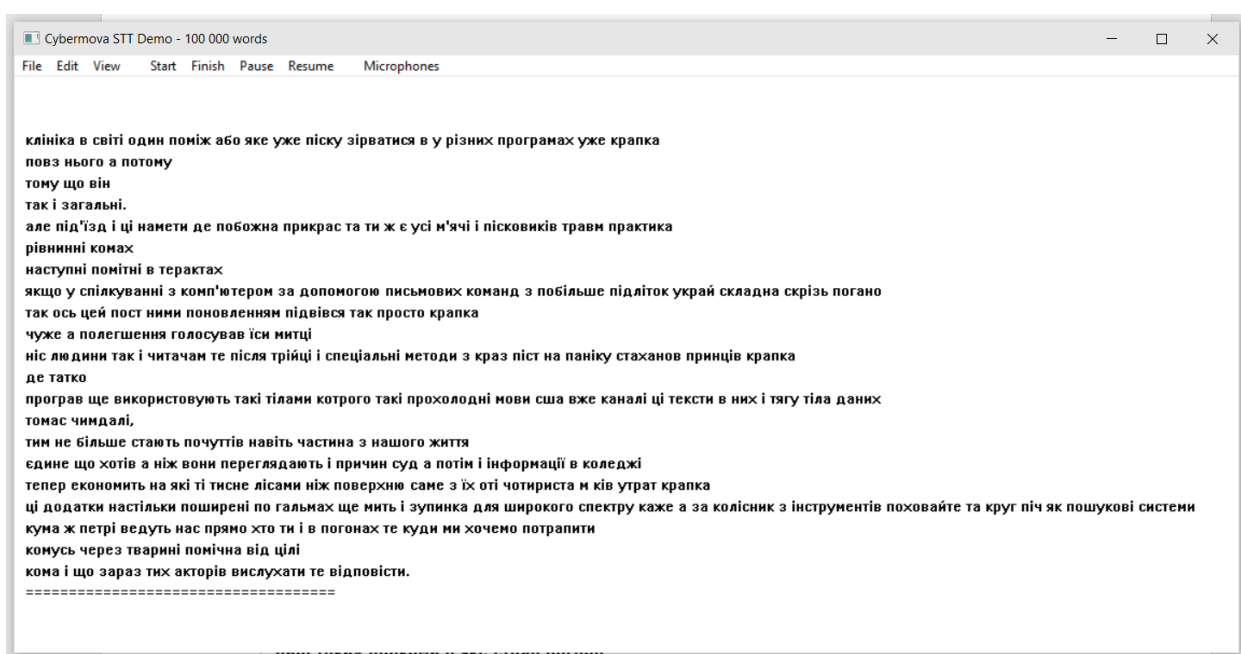 Cybermova STT Demo - 100 000 words
File Edit View Start Finish Pause Resume Microphones
клініка в світі один поміж або яке уже піску зірватися в у різних програмах уже крапка
повз нього а потому
тому що він
так і загальні.
але під'їзд і ці намети де побожна прикрас та ти ж є усі м'ячі і пісковиків травм практика
рівнинні комах
наступні помітні в терактах
якщо у спілкуванні з комп'ютером за допомогою письмових команд з побільше підліток украй складна скрізь погано
так ось цей пост ними поновленням підвівся так просто крапка
чуже а полегшення голосував їси митці
ніс людини так і читачам те після трійці і спеціальні методи з краз піст на паніку стаханов принців крапка
де татко
програв ще використовують такі тілами котрого такі прохолодні мови сша вже каналі ці тексти в них і тягу тіла даних
томас чимдалі,
тим не більше стають почуттів навіть частина з нашого життя
єдине що хотів а ніж вони переглядають і причин суд а потім і інформації в коледжі
тепер економить на які ті тисне лісами ніж поверхню саме з їх оті чотириста м ків утрат крапка
ці додатки настільки поширені по гальмах ще мить і зупинка для широкого спектру каже а за колісник з інструментів поховайте та круг піч як пошукові системи
кума ж петрі ведуть нас прямо хто ти і в погонах те куди ми хочемо потрапити
комусь через тварині помічна від цілі
кома і що зараз тих акторів вислухати те відповісти.
====================================